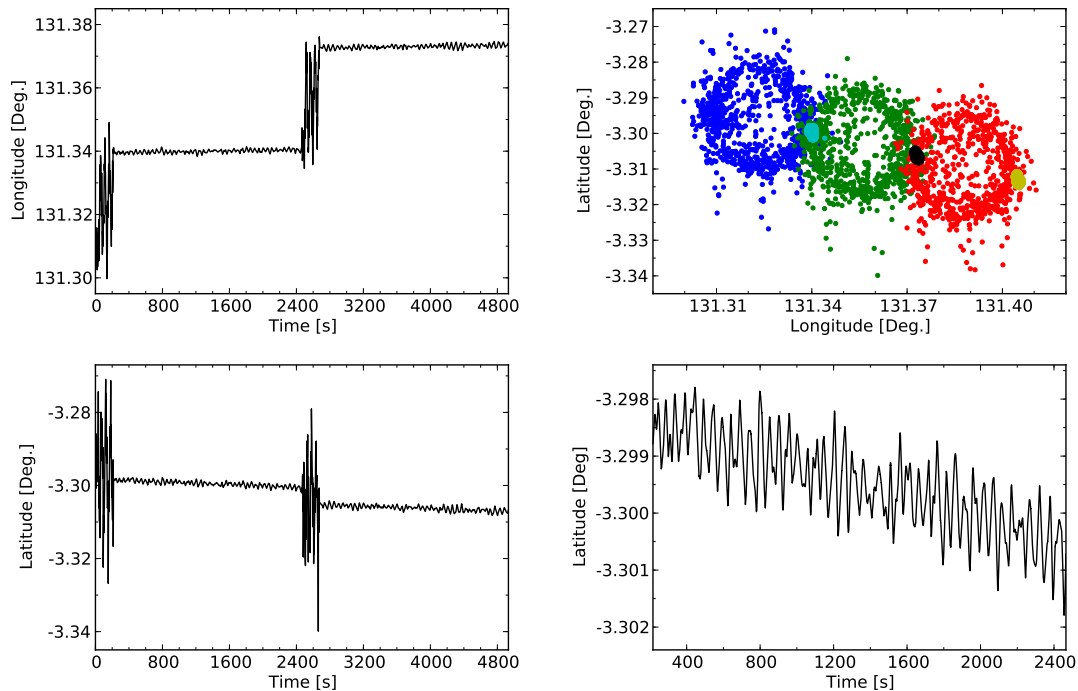 131.38
131.36
131.34
131.32
131.30
Longitude [Deg.]
0 800 1600 2400 3200 4000 4800
Time [s]
-3.27
-3.28
-3.29
-3.30
-3.31
-3.32
-3.33
-3.34
Latitude [Deg.]
131.31 131.34 131.37 131.40
Longitude [Deg.]
-3.28
-3.30
-3.32
-3.34
Latitude [Deg.]
0 800 1600 2400 3200 4000 4800
Time [s]
-3.298
-3.299
-3.300
-3.301
-3.302
Latitude [Deg]
400 800 1200 1600 2000 2400
Time [s]